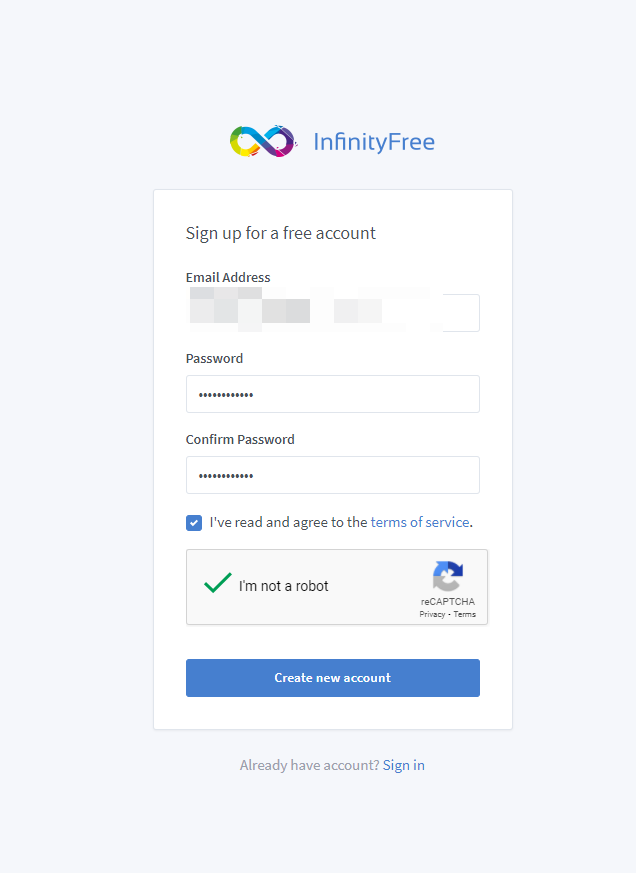 InfinityFree
Sign up for a free account
Email Address
Password
••••••••••••
Confirm Password
••••••••••••
I've read and agree to the terms of service.
I'm not a robot
reCAPTCHA
Privacy - Terms
Create new account
Already have account? Sign in